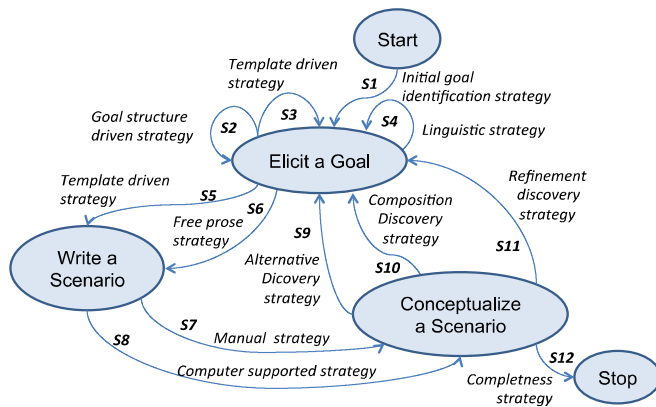 Start
Template driven
strategy
S1
Initial goal
identification strategy
Goal structure
driven strategy
S2
S3
S4
Linguistic strategy
Elicit a Goal
Template driven
strategy
S5
S6
Free prose
strategy
Refinement
discovery
strategy
Composition
Discovery
strategy
S9
S10
S11
Alternative
Dicovery
strategy
Write a
Scenario
Conceptualize
a Scenario
S7
Manual strategy
S8
Computer supported strategy
S12
Completness strategy
Stop